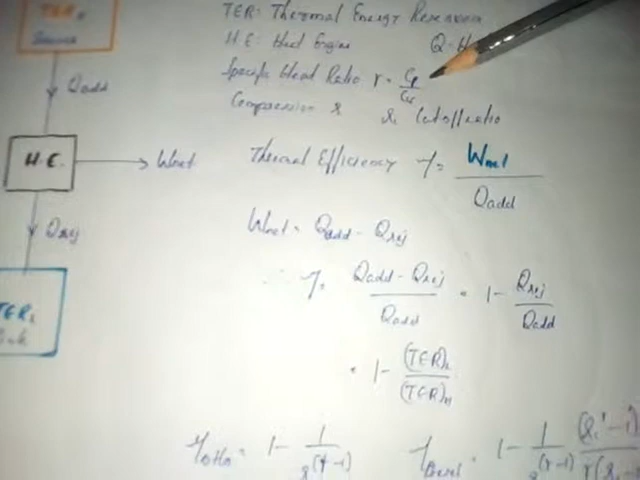 TER: Thermal Energy Reservoir
Source
H.E: Heat Engine Q-H
Specific Heat Ratio r = Cp/Cv
Qadd
Compression r rc Cutoff ratio
H.E. Wnet
Thermal Efficiency η = Wnet/Qadd
Qrej
Wnet = Qadd - Qrej
∴ η = (Qadd - Qrej)/Qadd = 1 - Qrej/Qadd
= 1 - (TER)L/(TER)H
ηOtto = 1 - 1/r^(r-1) ηDiesel = 1 - 1/r^(r-1)